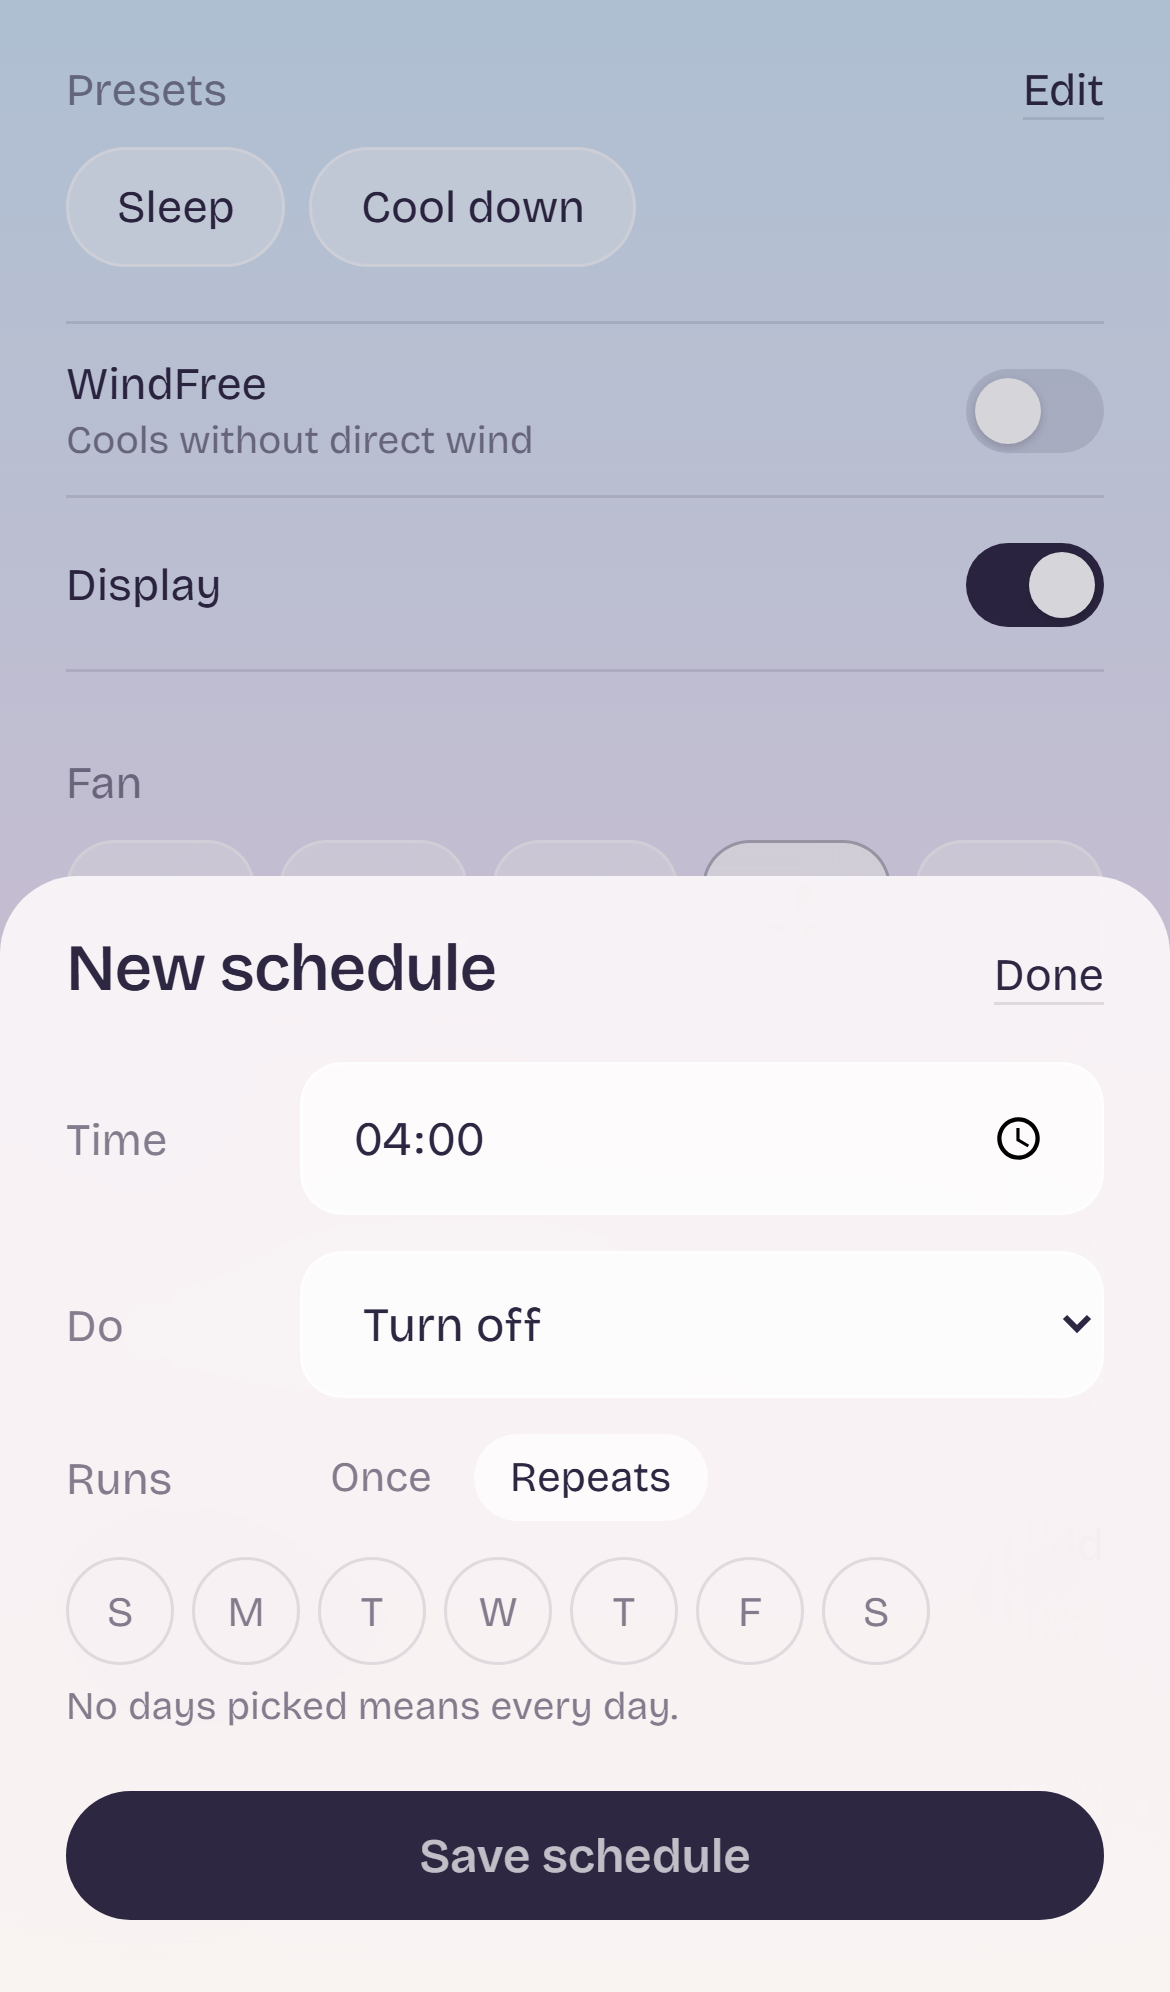 Presets
Edit
Sleep
Cool down
WindFree
Cools without direct wind
Display
Fan
New schedule
Done
Time
04:00
Do
Turn off
Runs
Once
Repeats
S M T W T F S
No days picked means every day.
Save schedule